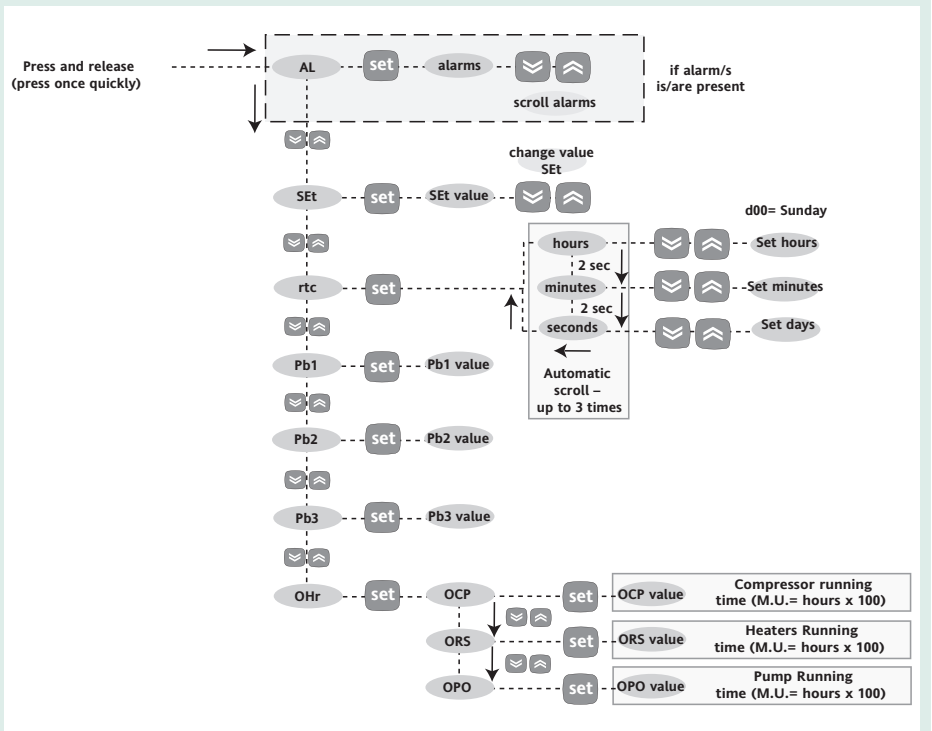 Press and release
(press once quickly)
AL
set
alarms
scroll alarms
if alarm/s
is/are present
change value
SEt
SEt
set
SEt value
d00= Sunday
hours
Set hours
2 sec
rtc
set
minutes
Set minutes
2 sec
seconds
Set days
Automatic
scroll –
up to 3 times
Pb1
set
Pb1 value
Pb2
set
Pb2 value
Pb3
set
Pb3 value
OHr
set
OCP
set
OCP value
Compressor running
time (M.U.= hours x 100)
ORS
set
ORS value
Heaters Running
time (M.U.= hours x 100)
OPO
set
OPO value
Pump Running
time (M.U.= hours x 100)